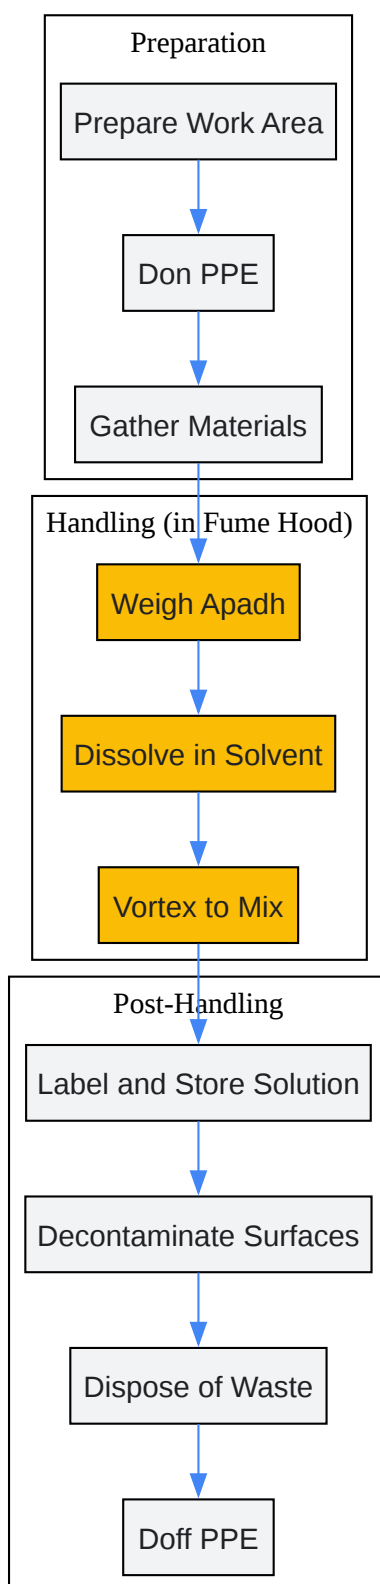 Preparation
Prepare Work Area
Don PPE
Gather Materials
Handling (in Fume Hood)
Weigh Apadh
Dissolve in Solvent
Vortex to Mix
Post-Handling
Label and Store Solution
Decontaminate Surfaces
Dispose of Waste
Doff PPE